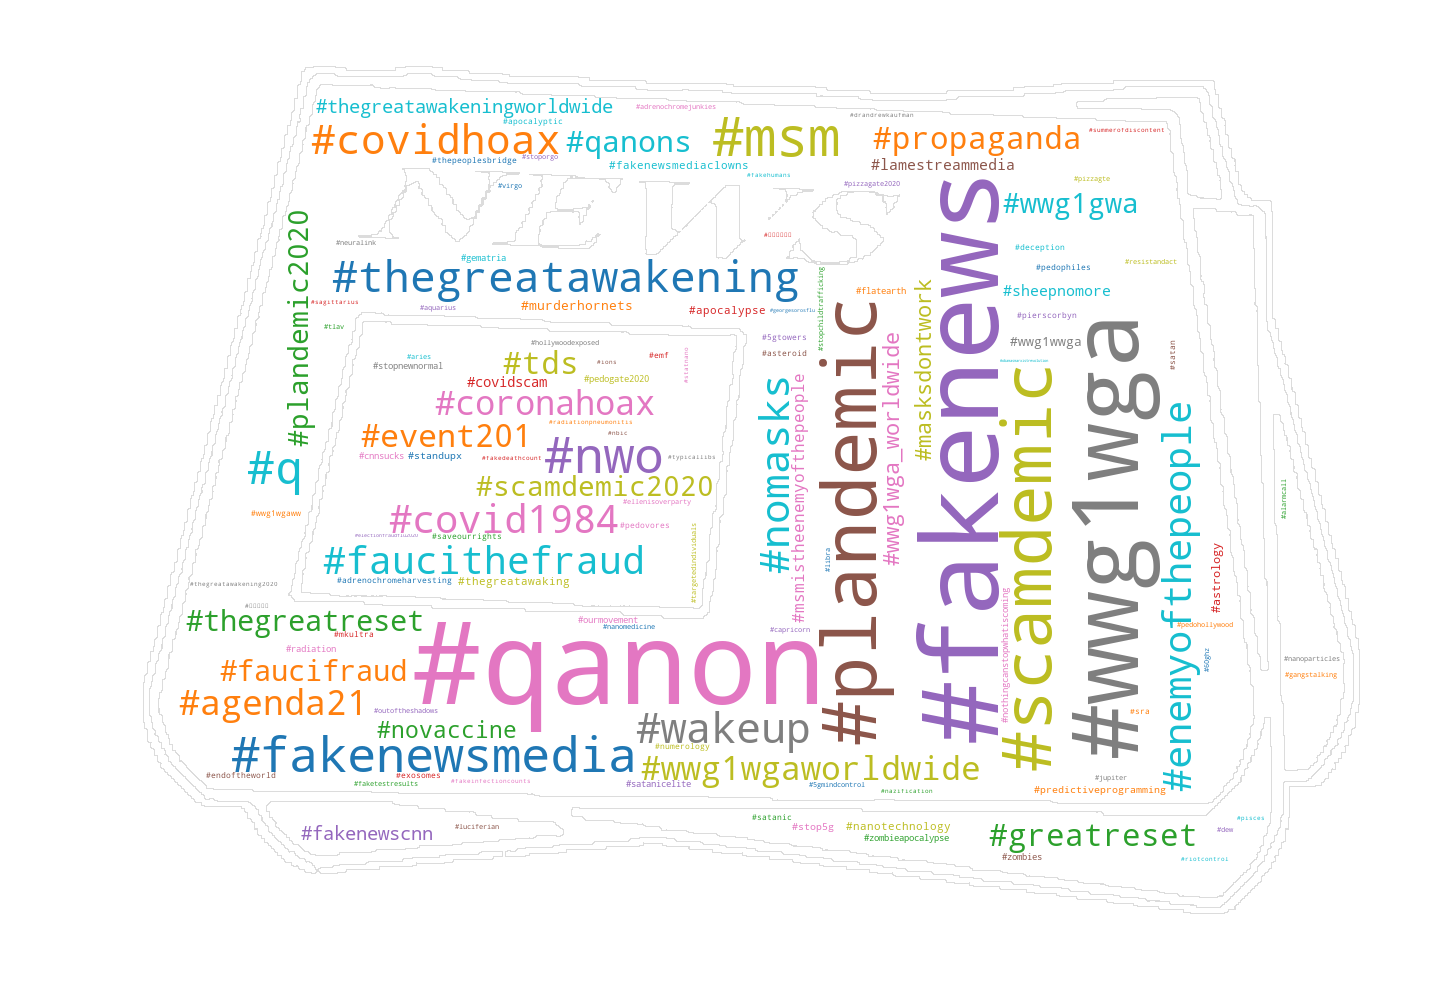 #thegreatawakeningworldwide
#adrenochromejunkies
#drandrewkaufman
#apocalyptic
#covidhoax
#qanons
#msm
#propaganda
#summerofdiscontent
#thepeoplesbridge
#stoporgo
#fakenewsmediaclowns
#lamestreammedia
#fakehumans
#virgo
#pizzagate2020
#pizzagte
NEWS
#wwg1gwa
#plandemic2020
#neuralink
#deception
#gematria
#pedophiles
#resistandact
#thegreatawakening
#stopchildtrafficking
#flatearth
#sheepnomore
#sagittarius
#aquarius
#murderhornets
#apocalypse
#georgesorosflu
#pierscorbyn
#tlav
#hollywoodexposed
#5gtowers
#wwg1wwga
#aries
#stopnewnormal
#tds
#ions
#emf
#asteroid
#satan
#covidscam
#pedogate2020
#coronahoax
#radiationpneumonitis
#event201
#nbic
#nwo
#cnnsucks
#standupx
#fakedeathcount
#typicallibs
#q
#scamdemic2020
#ellenisoverparty
#wwg1wgaww
#covid1984
#pedovores
#saveourrights
#targetedindividuals
#faucithefraud
#adrenochromeharvesting
#thegreatwaking
#nomasks
#msmistheenemyofthepeople
#libra
#plandemic
#wwg1wga_worldwide
#masksdontwork
#fakenews
#nothingcanstopwhatiscoming
#scamdemic
#wwg1wga
#enemyofthepeople
#astrology
#60ghz
#alarmcall
#thegreatawakening2020
#thegreatreset
#ourmovement
#nanomedicine
#capricorn
#pedohollywood
#mkultra
#radiation
#qanon
#faucifraud
#nanoparticles
#gangstalking
#agenda21
#outoftheshadows
#sra
#novaccine
#wakeup
#numerology
#fakenewsmedia
#wwg1wgaworldwide
#endoftheworld
#exosomes
#fakeinfectioncounts
#faketestresults
#satanicelite
#5gmindcontrol
#nazification
#jupiter
#predictiveprogramming
#satanic
#pisces
#fakenewscnn
#luciferian
#stop5g
#nanotechnology
#zombieapocalypse
#greatreset
#dew
#zombies
#riotcontrol